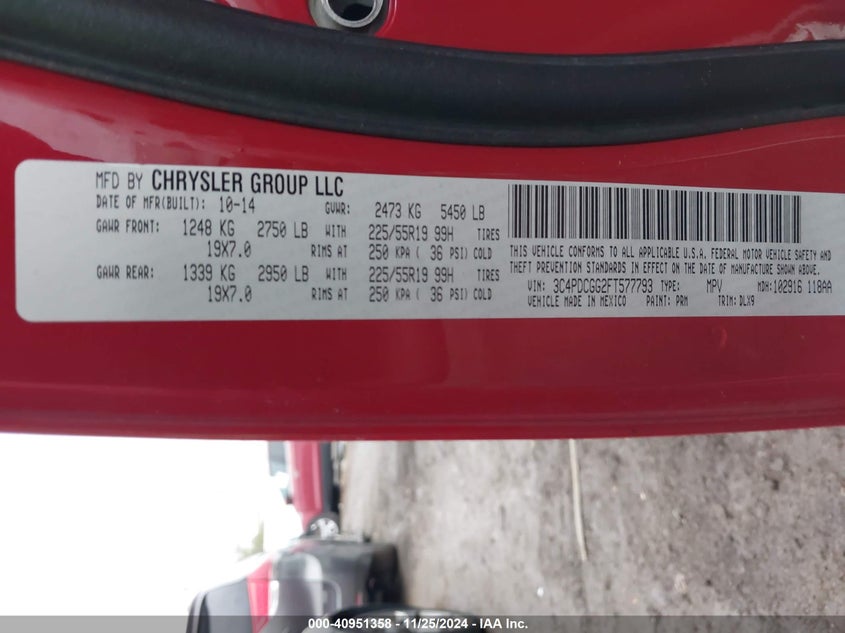 MFD BY CHRYSLER GROUP LLC
DATE OF MFR(BUILT): 10-14 GVWR: 2473 KG 5450 LB
GAWR FRONT: 1248 KG 2750 LB WITH 225/55R19 99H TIRES
19X7.0 RIMS AT 250 KPA ( 36 PSI) COLD
GAWR REAR: 1339 KG 2950 LB WITH 225/55R19 99H TIRES
19X7.0 RIMS AT 250 KPA ( 36 PSI) COLD
THIS VEHICLE CONFORMS TO ALL APPLICABLE U.S.A. FEDERAL MOTOR VEHICLE SAFETY AND
THEFT PREVENTION STANDARDS IN EFFECT ON THE DATE OF MANUFACTURE SHOWN ABOVE.
VIN: 3C4PDCGG2FT577793 TYPE: MPV MDH: 102916 118AA
VEHICLE MADE IN MEXICO PAINT: PRM TRIM: DLX9
000-40951358 - 11/25/2024 - © IAA Inc.